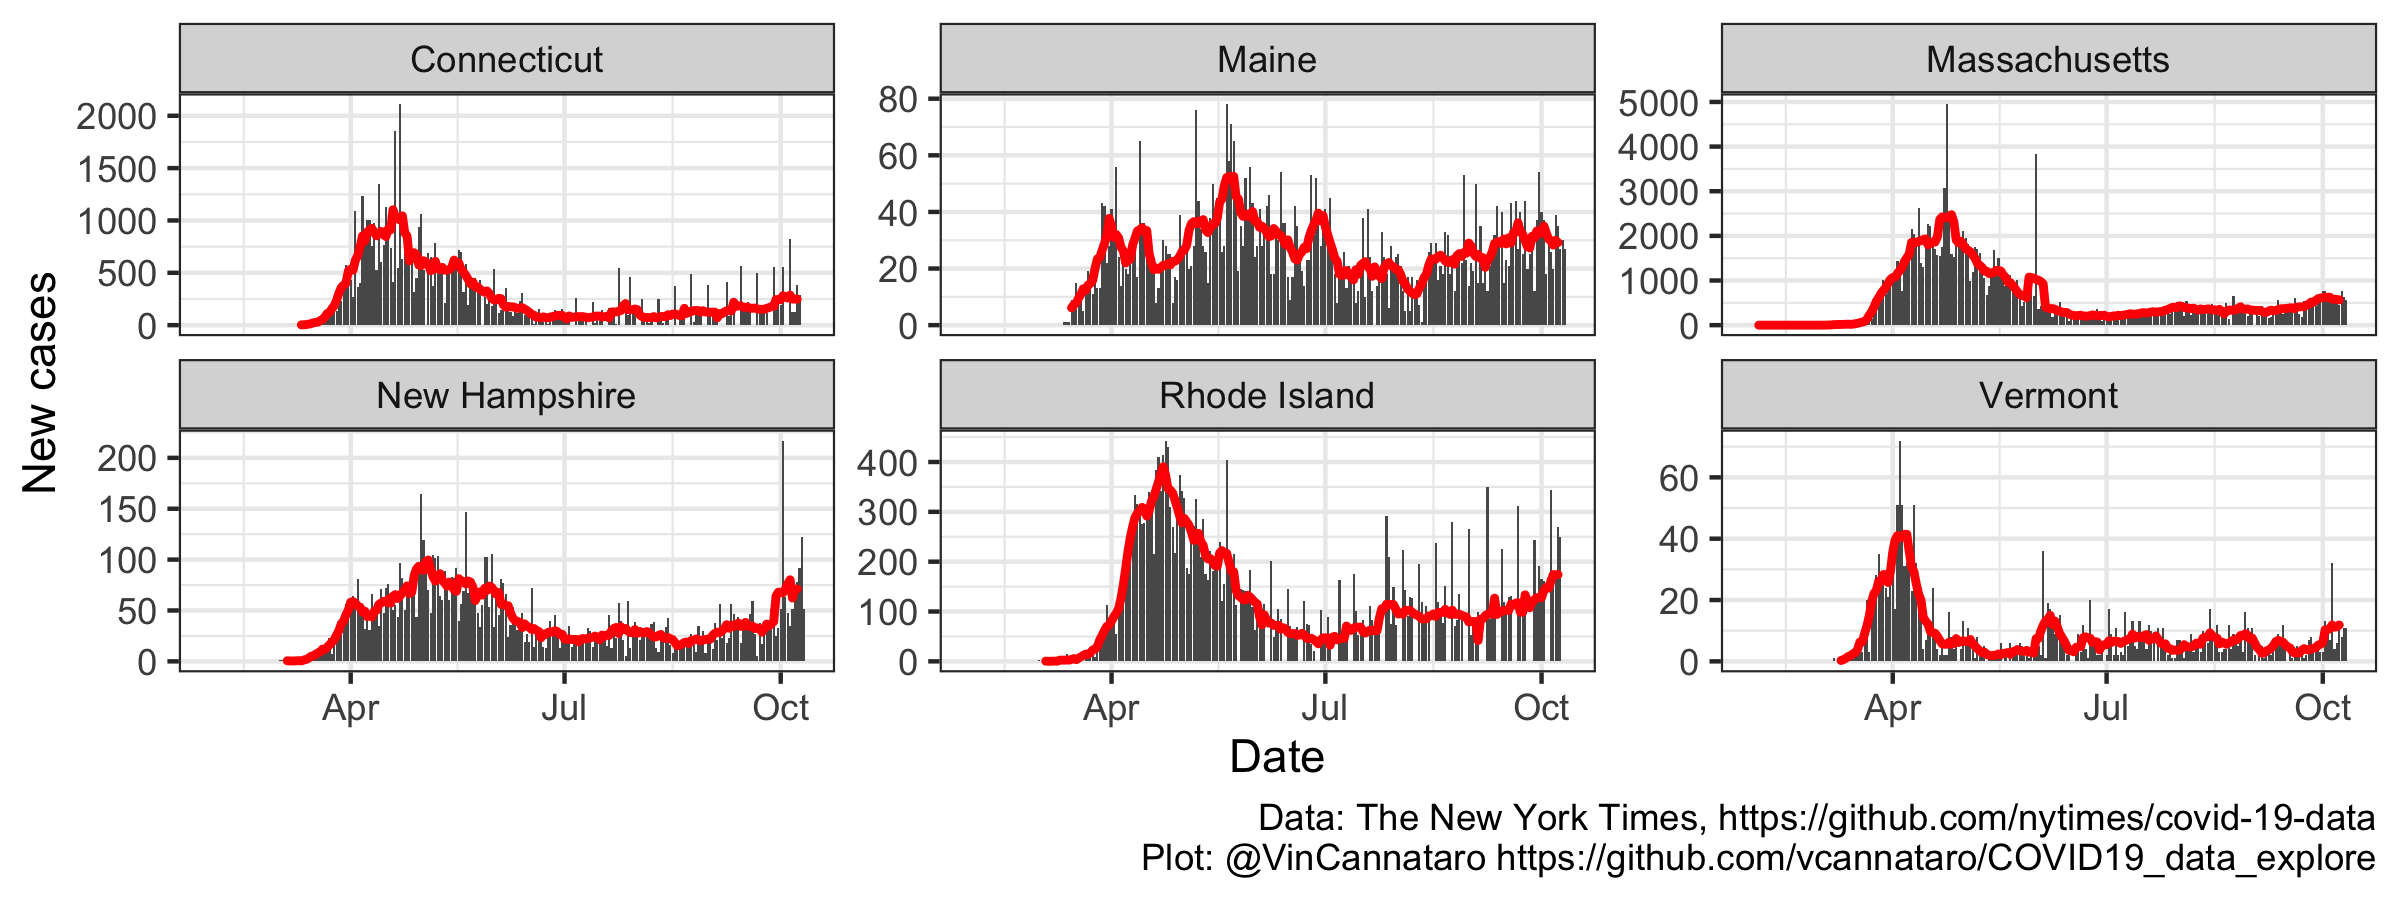 Connecticut
Maine
Massachusetts
2000
1500
1000
500
0
80
60
40
20
0
5000
4000
3000
2000
1000
0
New cases
New Hampshire
Rhode Island
Vermont
200
150
100
50
0
400
300
200
100
0
60
40
20
0
Apr Jul Oct
Apr Jul Oct
Apr Jul Oct
Date
Data: The New York Times, https://github.com/nytimes/covid-19-data
Plot: @VinCannataro https://github.com/vcannataro/COVID19_data_explore